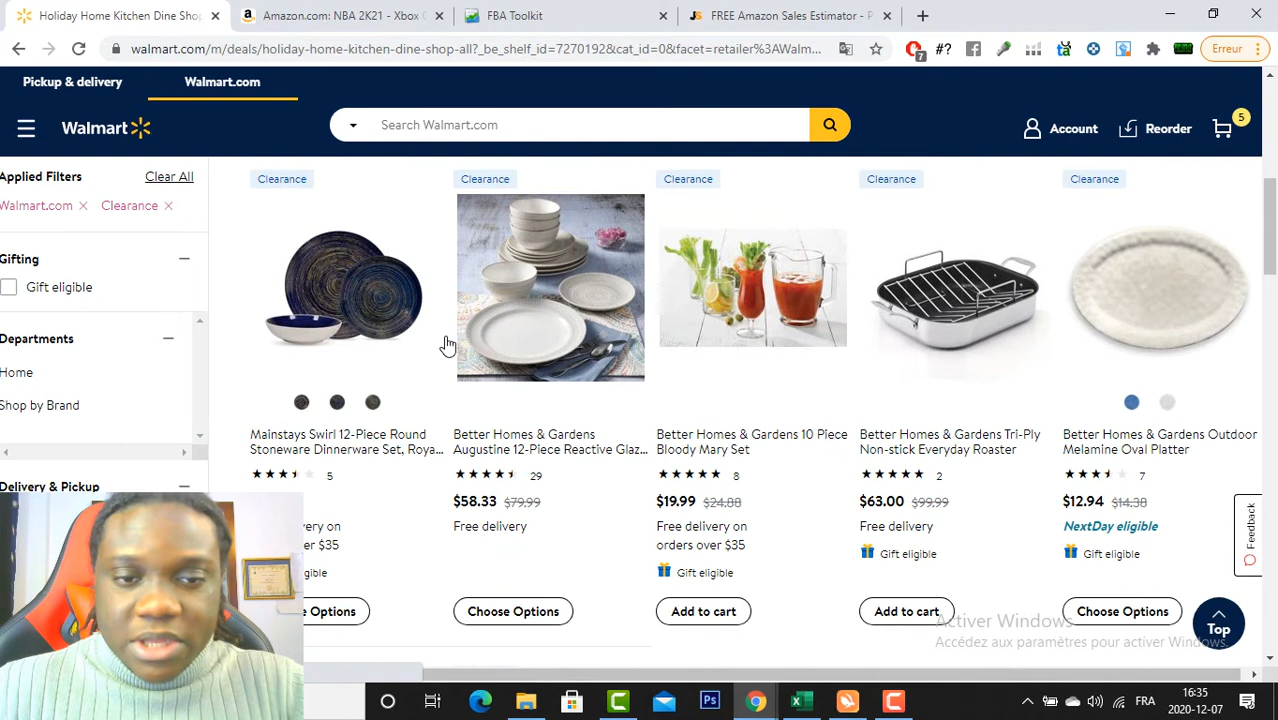 Holiday Home Kitchen Dine Shop
Amazon.com: NBA 2K21 - Xbox
FBA Toolkit
FREE Amazon Sales Estimator - P
walmart.com/m/deals/holiday-home-kitchen-dine-shop-all?_be_shelf_id=7270192&cat_id=0&facet=retailer%3AWalm...
7
#?
Erreur
Pickup & delivery
Walmart.com
Walmart
Search Walmart.com
Account
Reorder
5
Applied Filters
Clear All
Walmart.com
Clearance
Gifting
Gift eligible
Departments
Home
Shop by Brand
Delivery & Pickup
Clearance
Clearance
Clearance
Clearance
Clearance
Mainstays Swirl 12-Piece Round
Stoneware Dinnerware Set, Roya...
5
very on
er $35
gible
e Options
Better Homes & Gardens
Augustine 12-Piece Reactive Glaz...
29
$58.33 $79.99
Free delivery
Choose Options
Better Homes & Gardens 10 Piece
Bloody Mary Set
8
$19.99 $24.88
Free delivery on
orders over $35
Gift eligible
Add to cart
Better Homes & Gardens Tri-Ply
Non-stick Everyday Roaster
2
$63.00 $99.99
Free delivery
Gift eligible
Add to cart
Better Homes & Gardens Outdoor
Melamine Oval Platter
7
$12.94 $14.38
NextDay eligible
Gift eligible
Choose Options
Feedback
Top
Activer Windows
Accédez aux paramètres pour activer Windows.
FRA
16:35
2020-12-07